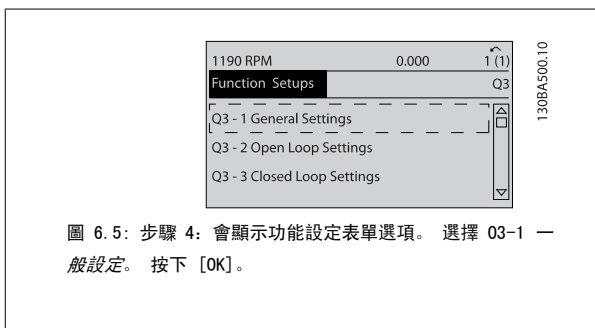 1190 RPM 0.000 1 (1)
Function Setups Q3
Q3 - 1 General Settings
Q3 - 2 Open Loop Settings
Q3 - 3 Closed Loop Settings
130BA500.10
圖 6.5: 步驟 4: 會顯示功能設定表單選項。 選擇 03-1 一
般設定。 按下 [OK]。